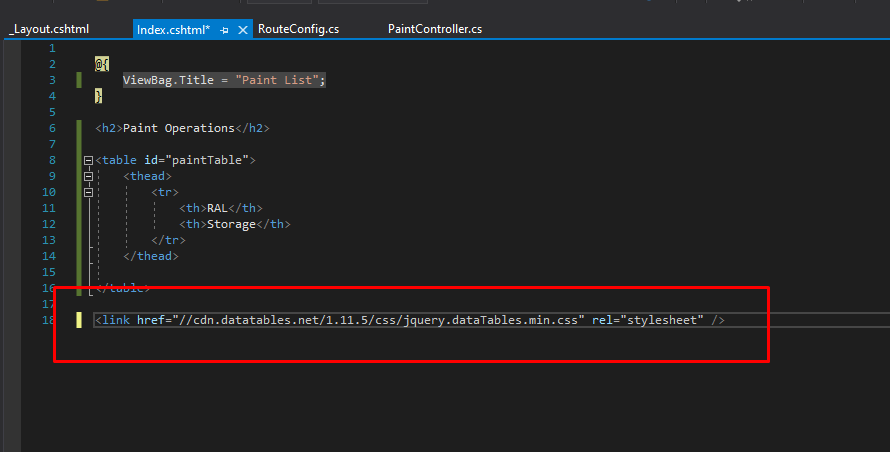 _Layout.cshtml Index.cshtml* RouteConfig.cs PaintController.cs
1
2 @{
3 ViewBag.Title = "Paint List";
4 }
5
6 <h2>Paint Operations</h2>
7
8 <table id="paintTable">
9 <thead>
10 <tr>
11 <th>RAL</th>
12 <th>Storage</th>
13 </tr>
14 </thead>
15
16 </table>
17
18 <link href="//cdn.datatables.net/1.11.5/css/jquery.dataTables.min.css" rel="stylesheet" />